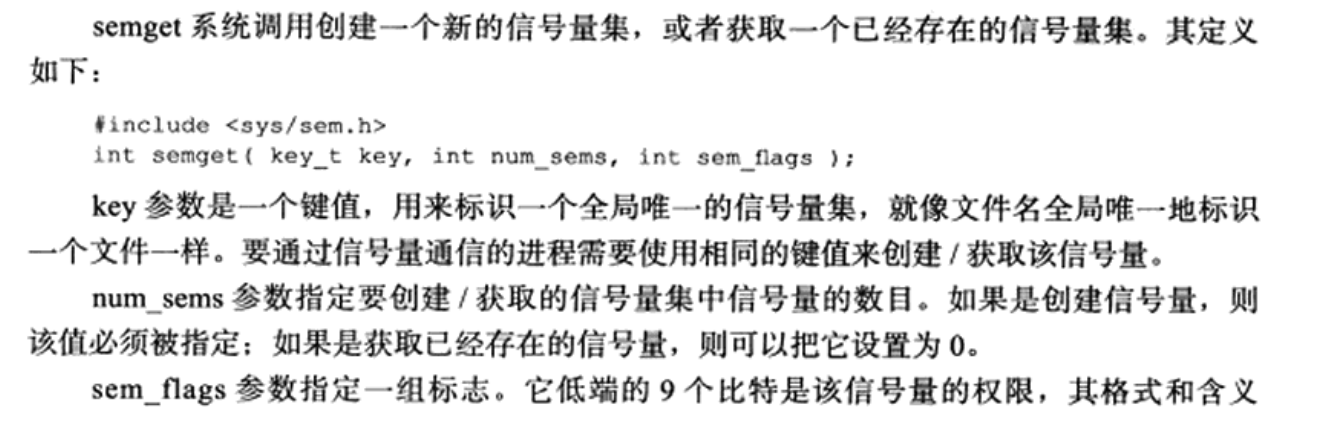 semget 系统调用创建一个新的信号量集，或者获取一个已经存在的信号量集。其定义
如下：
#include <sys/sem.h>
int semget( key_t key, int num_sems, int sem_flags );
key 参数是一个键值，用来标识一个全局唯一的信号量集，就像文件名全局唯一地标识
一个文件一样。要通过信号量通信的进程需要使用相同的键值来创建 / 获取该信号量。
num_sems 参数指定要创建 / 获取的信号量集中信号量的数目。如果是创建信号量，则
该值必须被指定；如果是获取已经存在的信号量，则可以把它设置为 0。
sem_flags 参数指定一组标志。它低端的 9 个比特是该信号量的权限，其格式和含义